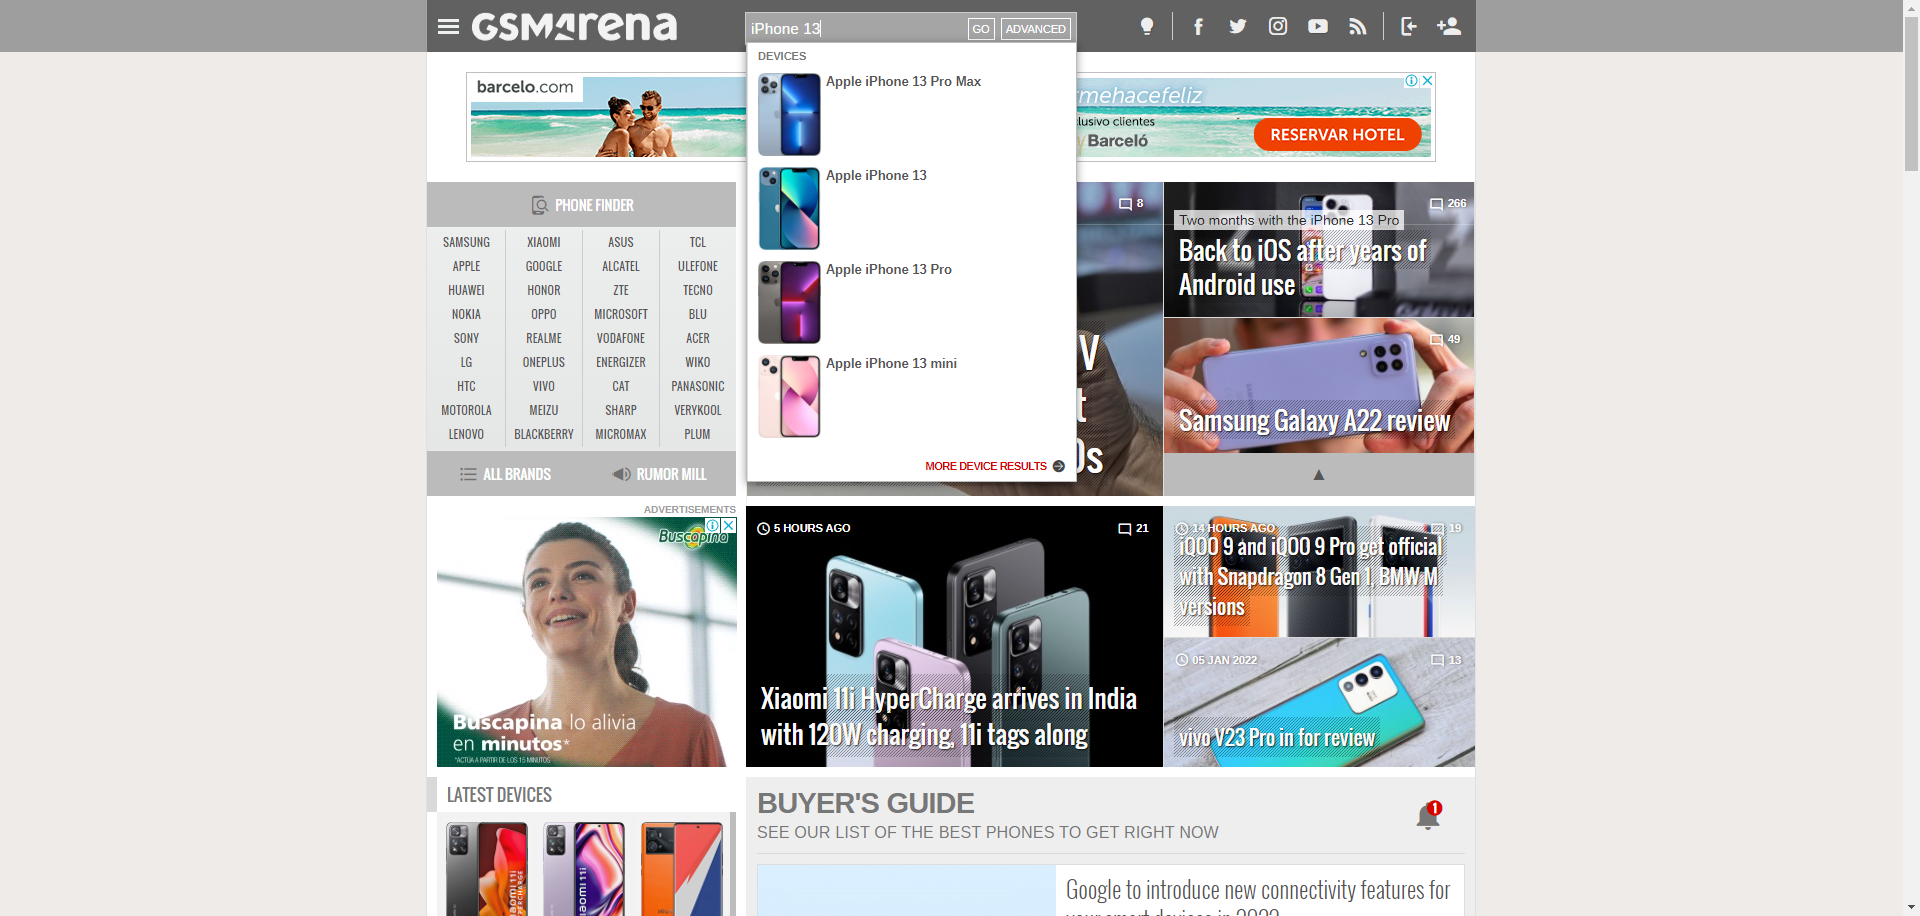 GSMArena
iPhone 13
GO
ADVANCED
DEVICES
Apple iPhone 13 Pro Max
Apple iPhone 13
Apple iPhone 13 Pro
Apple iPhone 13 mini
MORE DEVICE RESULTS
barcelo.com
mehacefeliz
clusivo clientes
Barceló
RESERVAR HOTEL
PHONE FINDER
SAMSUNG XIAOMI ASUS TCL
APPLE GOOGLE ALCATEL ULEFONE
HUAWEI HONOR ZTE TECNO
NOKIA OPPO MICROSOFT BLU
SONY REALME VODAFONE ACER
LG ONEPLUS ENERGIZER WIKO
HTC VIVO CAT PANASONIC
MOTOROLA MEIZU SHARP VERYKOOL
LENOVO BLACKBERRY MICROMAX PLUM
ALL BRANDS
RUMOR MILL
8
V
t
Os
266
Two months with the iPhone 13 Pro
Back to iOS after years of
Android use
49
Samsung Galaxy A22 review
ADVERTISEMENTS
Buscapina
Buscapina lo alivia
en minutos*
*ACTÚA A PARTIR DE LOS 15 MINUTOS
5 HOURS AGO
21
Xiaomi 11i HyperCharge arrives in India
with 120W charging, 11i tags along
14 HOURS AGO
19
iQOO 9 and iQOO 9 Pro get official
with Snapdragon 8 Gen 1, BMW M
versions
05 JAN 2022
13
vivo V23 Pro in for review
LATEST DEVICES
BUYER'S GUIDE
1
SEE OUR LIST OF THE BEST PHONES TO GET RIGHT NOW
Google to introduce new connectivity features for
your smart devices in 2022